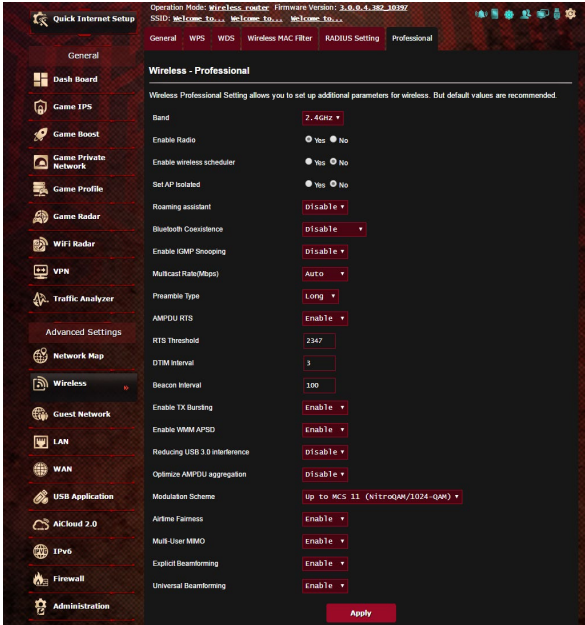 Quick Internet Setup
General
Dash Board
Game IPS
Game Boost
Game Private
Network
Game Profile
Game Radar
WiFi Radar
VPN
Traffic Analyzer
Advanced Settings
Network Map
Wireless »
Guest Network
LAN
WAN
USB Application
AiCloud 2.0
IPv6
Firewall
Administration
Operation Mode: Wireless router Firmware Version: 3.0.0.4.382_10397
SSID: Welcome to... Welcome to... Welcome to...
General WPS WDS Wireless MAC Filter RADIUS Setting Professional
Wireless - Professional
Wireless Professional Setting allows you to set up additional parameters for wireless. But default values are recommended.
Band 2.4GHz
Enable Radio Yes No
Enable wireless scheduler Yes No
Set AP Isolated Yes No
Roaming assistant Disable
Bluetooth Coexistence Disable
Enable IGMP Snooping Disable
Multicast Rate(Mbps) Auto
Preamble Type Long
AMPDU RTS Enable
RTS Threshold 2347
DTIM Interval 3
Beacon Interval 100
Enable TX Bursting Enable
Enable WMM APSD Enable
Reducing USB 3.0 interference Disable
Optimize AMPDU aggregation Disable
Modulation Scheme Up to MCS 11 (NitroQAM/1024-QAM)
Airtime Fairness Enable
Multi-User MIMO Enable
Explicit Beamforming Enable
Universal Beamforming Enable
Apply